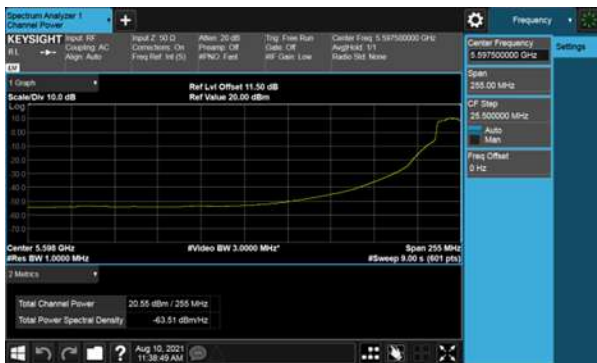 Spectrum Analyzer 1
Channel Power
+
Frequency
KEYSIGHT
Input: RF
Coupling: AC
Align: Auto
Input Z: 50 Ω
Corrections: On
Freq Ref: Int (S)
Atten: 20 dB
Preamp: Off
#PNO: Fast
Trig: Free Run
Gate: Off
#IF Gain: Low
Center Freq: 5.597500000 GHz
Avg|Hold: 1/1
Radio Std: None
Center Frequency
5.597500000 GHz
Settings
Span
255.00 MHz
CF Step
25.500000 MHz
Auto
Man
Freq Offset
0 Hz
1 Graph
Scale/Div 10.0 dB
Ref Lvl Offset 11.50 dB
Ref Value 20.00 dBm
Log
10.0
0.00
-10.0
-20.0
-30.0
-40.0
-50.0
-60.0
-70.0
Center 5.598 GHz
#Res BW 1.0000 MHz
#Video BW 3.0000 MHz*
Span 255 MHz
#Sweep 9.00 s (601 pts)
2 Metrics
Total Channel Power 20.55 dBm / 255 MHz
Total Power Spectral Density -63.51 dBm/Hz
?
Aug 10, 2021
11:38:49 AM